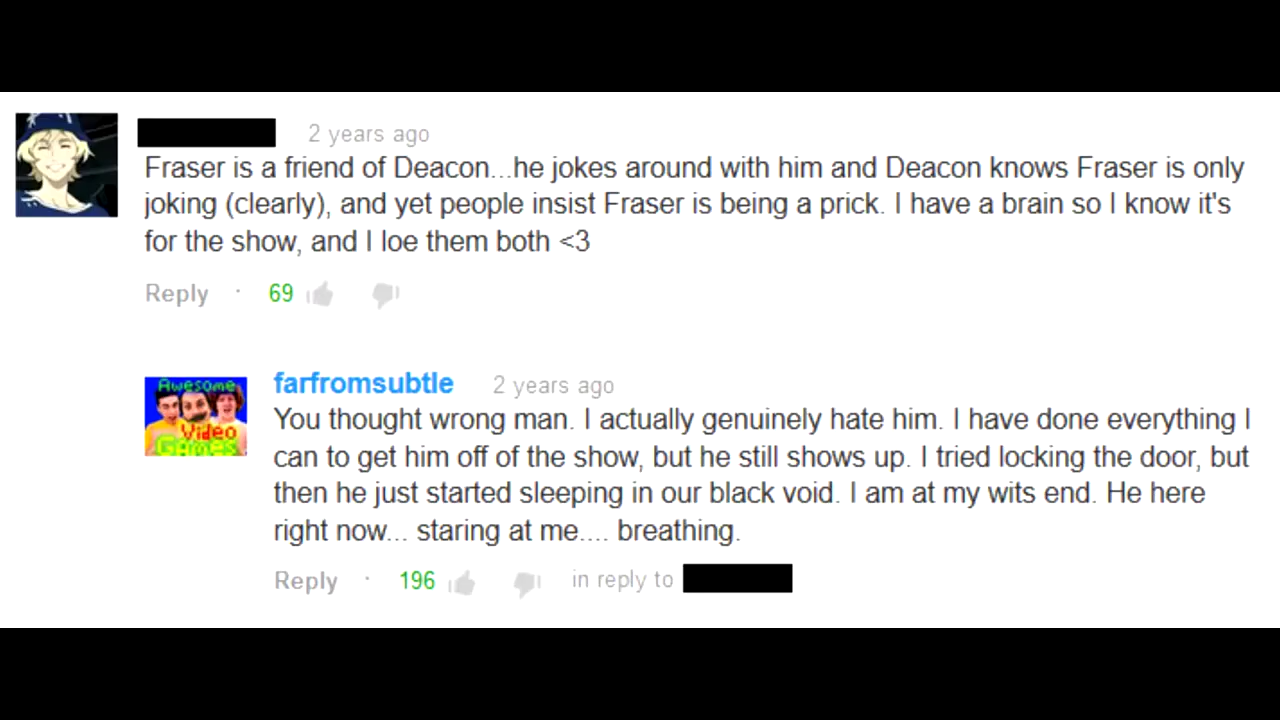 2 years ago
Fraser is a friend of Deacon...he jokes around with him and Deacon knows Fraser is only
joking (clearly), and yet people insist Fraser is being a prick. I have a brain so I know it's
for the show, and I loe them both <3
Reply · 69
Awesome
Video
Games
farfromsubtle 2 years ago
You thought wrong man. I actually genuinely hate him. I have done everything I
can to get him off of the show, but he still shows up. I tried locking the door, but
then he just started sleeping in our black void. I am at my wits end. He here
right now... staring at me.... breathing.
Reply · 196 in reply to